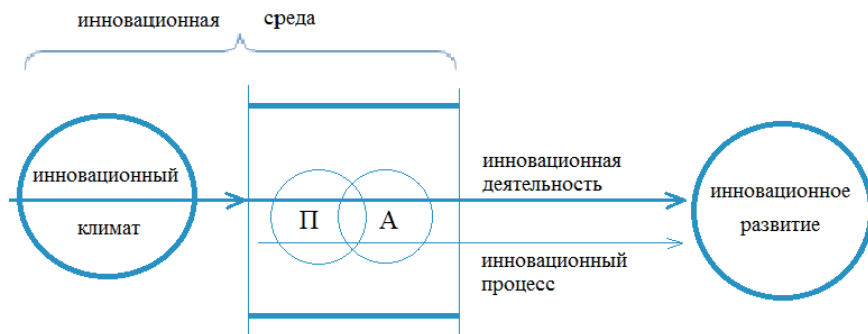 инновационная среда
инновационный
климат
П А
инновационная
деятельность
инновационный
процесс
инновационное
развитие